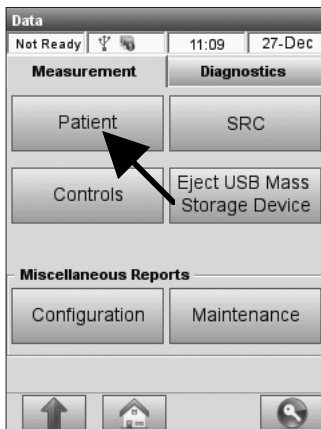 Data
Not Ready 11:09 27-Dec
Measurement Diagnostics
Patient SRC
Controls Eject USB Mass
Storage Device
Miscellaneous Reports
Configuration Maintenance